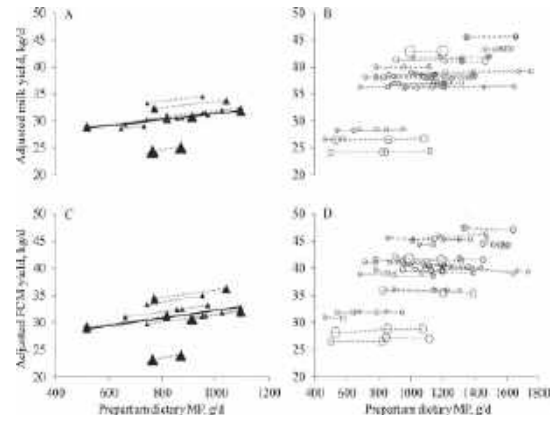 A
B
Adjusted milk yield, kg/d
50
45
40
35
30
25
20
C
D
Adjusted FCM yield, kg/d
50
45
40
35
30
25
20
400 600 800 1000 1200
400 600 800 1000 1200 1400 1600 1800
Prepartum dietary MP, g/d
Prepartum dietary MP, g/d